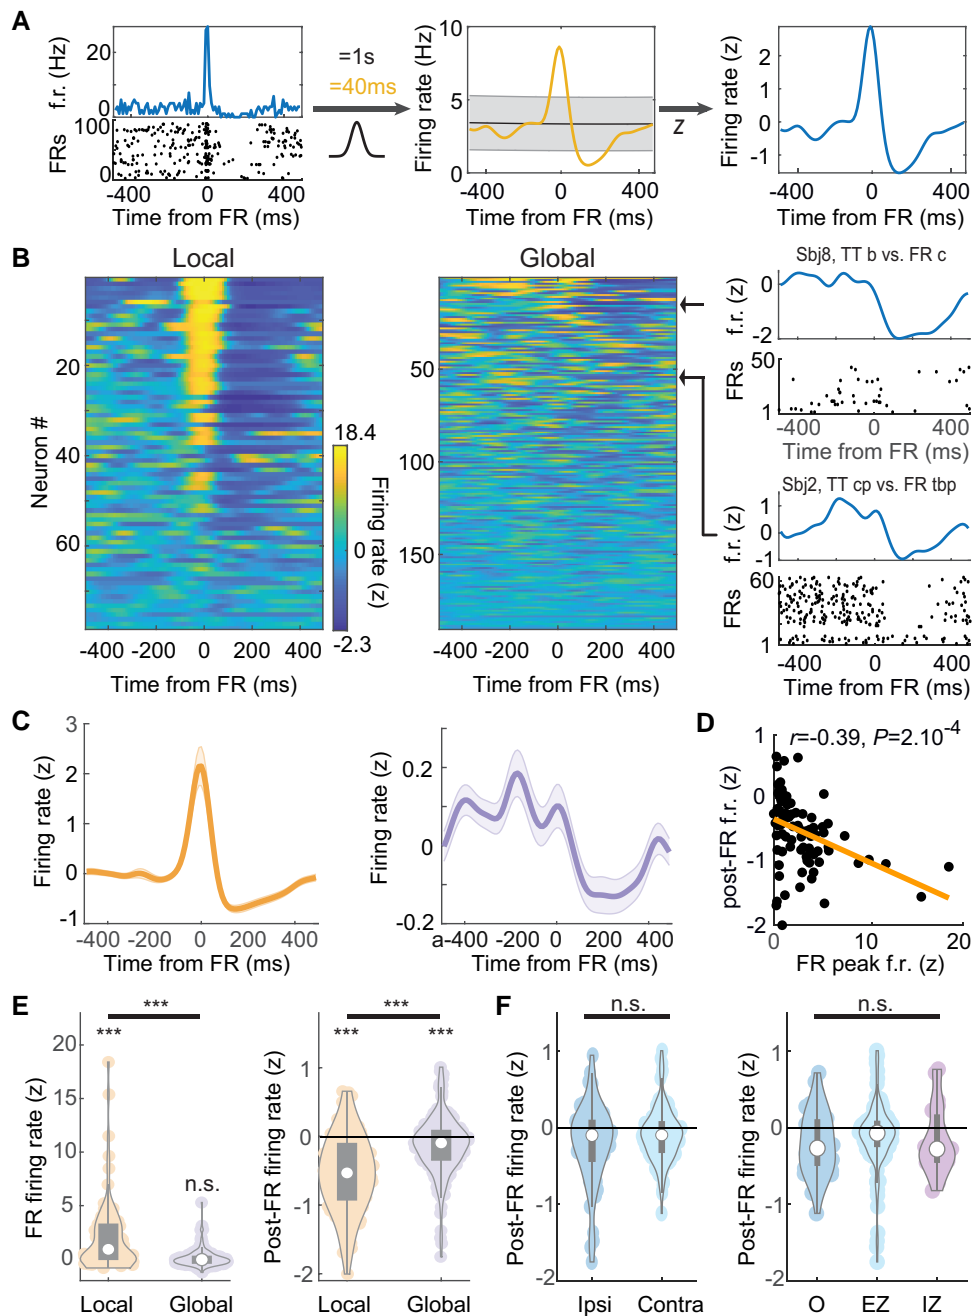 A
f.r. (Hz)
20
0
FRs
100
0
-400 0 400
Time from FR (ms)
=1s
=40ms
Firing rate (Hz)
10
5
0
-400 0 400
Time from FR (ms)
z
Firing rate (z)
2
1
0
-1
-400 0 400
Time from FR (ms)
B
Local
Neuron #
20
40
60
-400 -200 0 200 400
Time from FR (ms)
18.4
0
-2.3
Firing rate (z)
Global
50
100
150
-400 -200 0 200 400
Time from FR (ms)
Sbj8, TT b vs. FR c
f.r. (z)
0
-2
FRs
50
1
-400 0 400
Time from FR (ms)
Sbj2, TT cp vs. FR tbp
f.r. (z)
1
0
-1
FRs
60
1
-400 0 400
Time from FR (ms)
C
Firing rate (z)
3
2
1
0
-1
-400 -200 0 200 400
Time from FR (ms)
Firing rate (z)
0.2
0
-0.2
a-400 -200 0 200 400
Time from FR (ms)
D
r=-0.39, P=2.10-4
post-FR f.r. (z)
1
0
-1
-2
0 10 20
FR peak f.r. (z)
E
***
***
n.s.
FR firing rate (z)
20
15
10
5
0
Local Global
***
***
***
Post-FR firing rate (z)
1
0
-1
-2
Local Global
F
n.s.
Post-FR firing rate (z)
1
0
-1
-2
Ipsi Contra
n.s.
Post-FR firing rate (z)
1
0
-1
-2
O EZ IZ